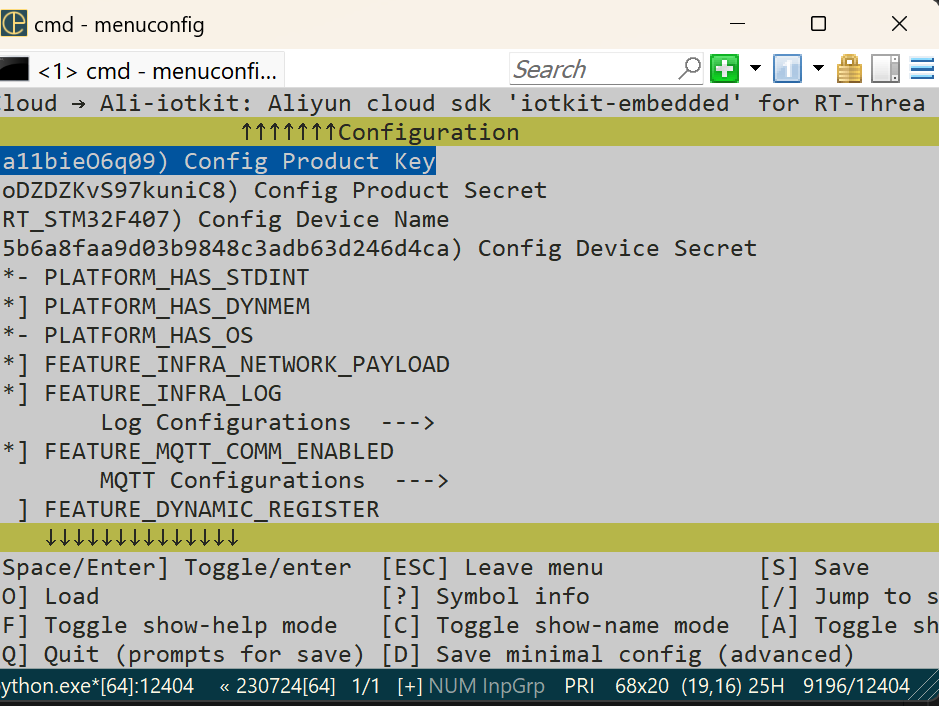 cmd - menuconfig
<1> cmd - menuconfi...
Search
1
Cloud → Ali-iotkit: Aliyun cloud sdk 'iotkit-embedded' for RT-Threa
↑↑↑↑↑↑↑Configuration
a11bieO6q09) Config Product Key
oDZDZKvS97kuniC8) Config Product Secret
RT_STM32F407) Config Device Name
5b6a8faa9d03b9848c3adb63d246d4ca) Config Device Secret
*- PLATFORM_HAS_STDINT
*] PLATFORM_HAS_DYNMEM
*- PLATFORM_HAS_OS
*] FEATURE_INFRA_NETWORK_PAYLOAD
*] FEATURE_INFRA_LOG
Log Configurations --->
*] FEATURE_MQTT_COMM_ENABLED
MQTT Configurations --->
] FEATURE_DYNAMIC_REGISTER
↓↓↓↓↓↓↓↓↓↓↓↓↓↓
Space/Enter] Toggle/enter [ESC] Leave menu [S] Save
O] Load [?] Symbol info [/] Jump to s
F] Toggle show-help mode [C] Toggle show-name mode [A] Toggle sh
Q] Quit (prompts for save) [D] Save minimal config (advanced)
ython.exe*[64]:12404 « 230724[64] 1/1 [+] NUM InpGrp PRI 68x20 (19,16) 25H 9196/12404